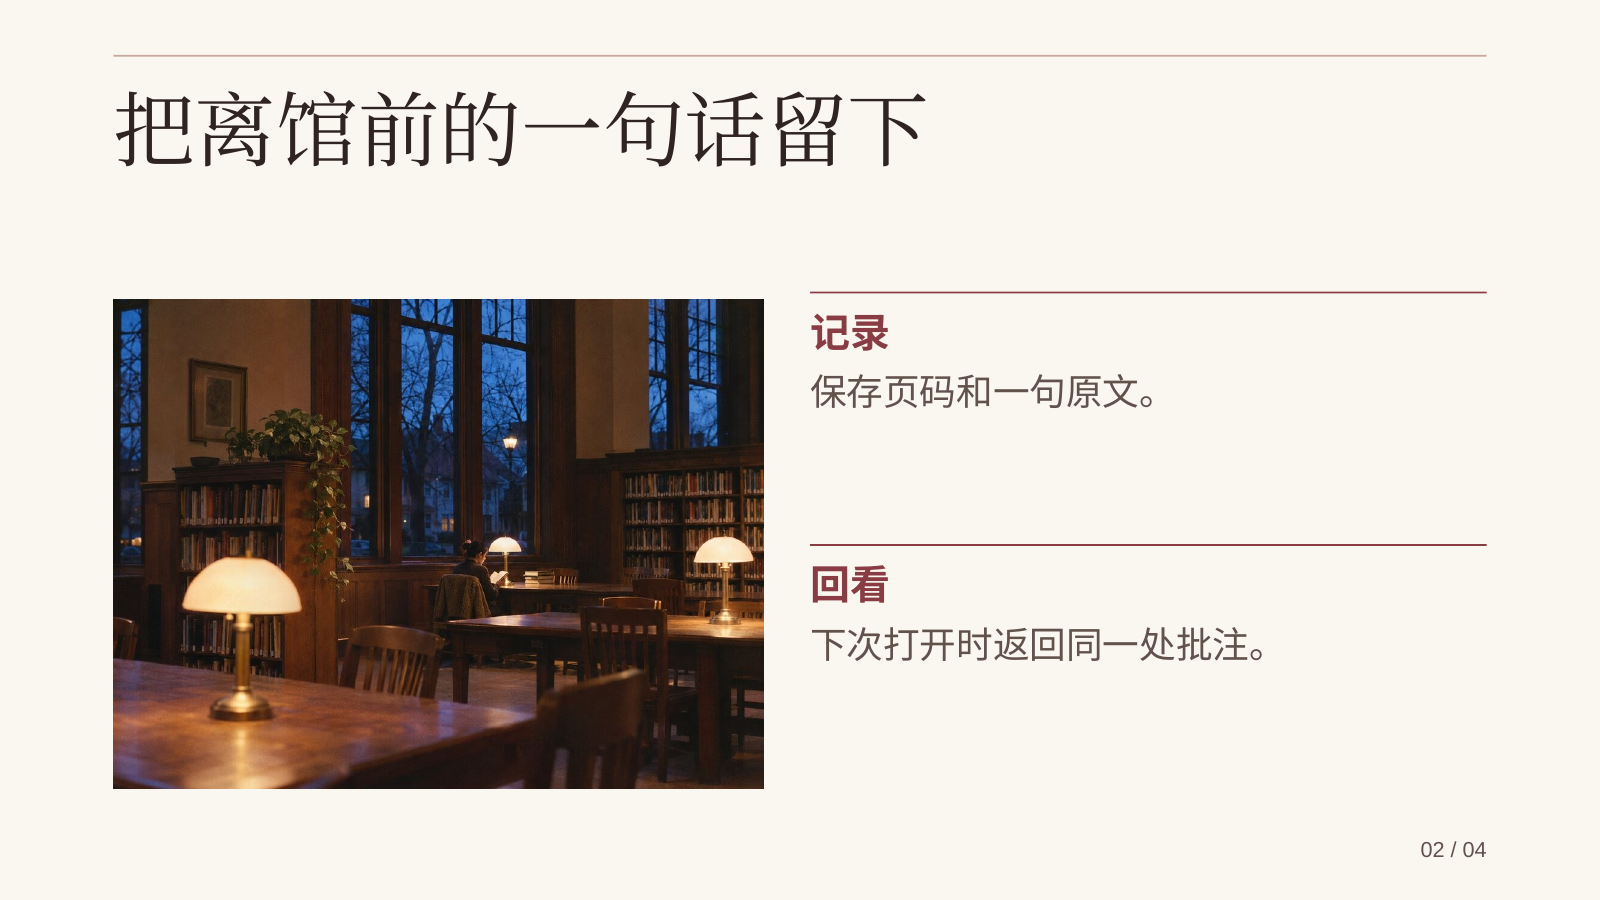 把离馆前的一句话留下
记录
保存页码和一句原文。
回看
下次打开时返回同一处批注。
02 / 04